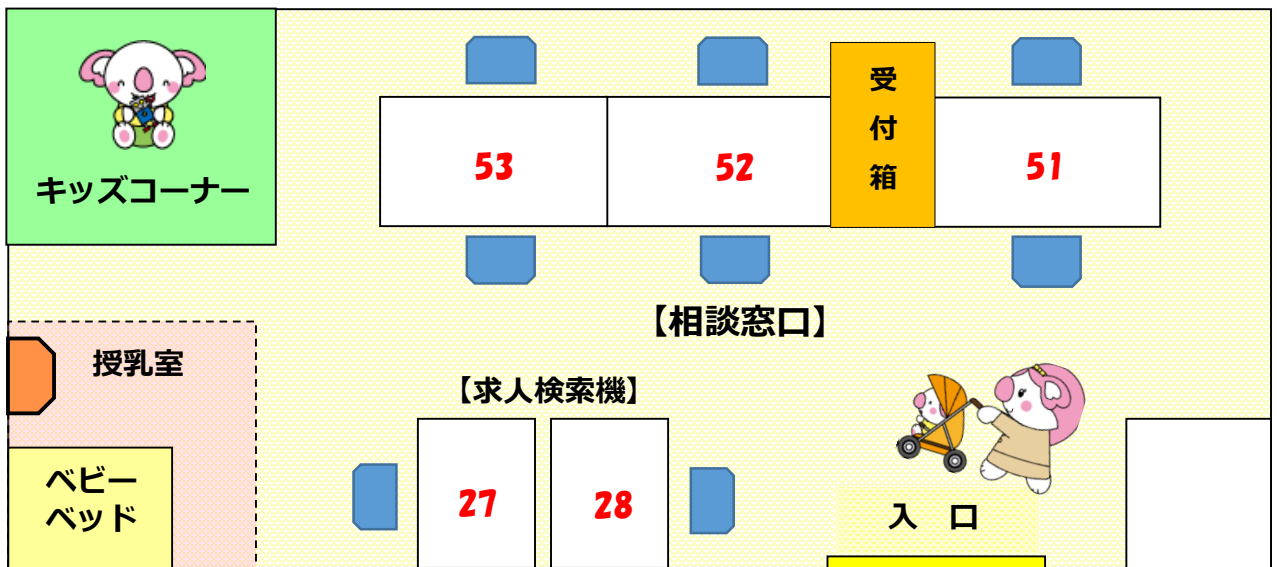 キッズコーナー
53
52
受付箱
51
【相談窓口】
授乳室
【求人検索機】
ベビー
ベッド
27
28
入 口